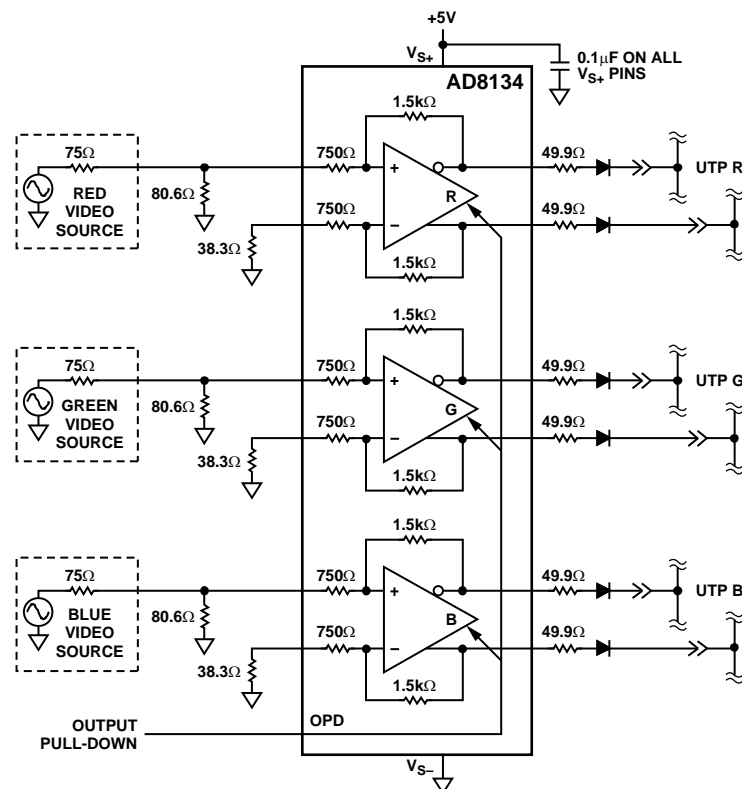 +5V
VS+
0.1µF ON ALL
VS+ PINS
AD8134
1.5kΩ
75Ω
750Ω
49.9Ω
+
UTP R
RED
VIDEO
SOURCE
80.6Ω
750Ω
R
49.9Ω
–
38.3Ω
1.5kΩ
1.5kΩ
75Ω
750Ω
49.9Ω
+
UTP G
GREEN
VIDEO
SOURCE
80.6Ω
750Ω
G
49.9Ω
–
38.3Ω
1.5kΩ
1.5kΩ
75Ω
750Ω
49.9Ω
+
UTP B
BLUE
VIDEO
SOURCE
80.6Ω
750Ω
B
49.9Ω
–
38.3Ω
1.5kΩ
OUTPUT
PULL-DOWN
OPD
VS–